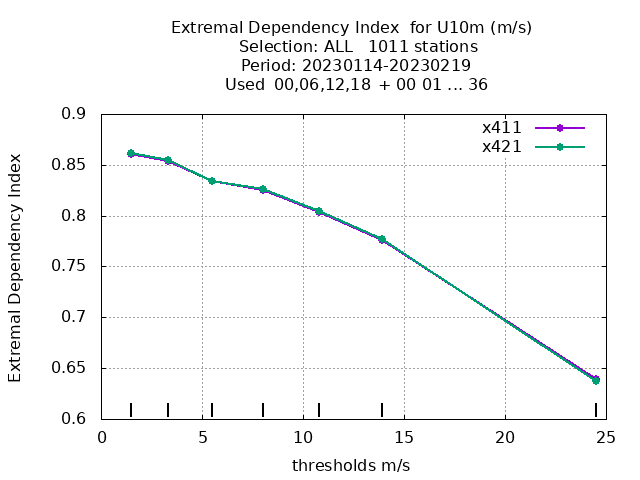 Extremal Dependency Index  for U10m (m/s)
Selection: ALL   1011 stations
Period: 20230114-20230219
Used  00,06,12,18  + 00 01 ... 36
x411
x421
Extremal Dependency Index
0.9
0.85
0.8
0.75
0.7
0.65
0.6
0 5 10 15 20 25
thresholds m/s